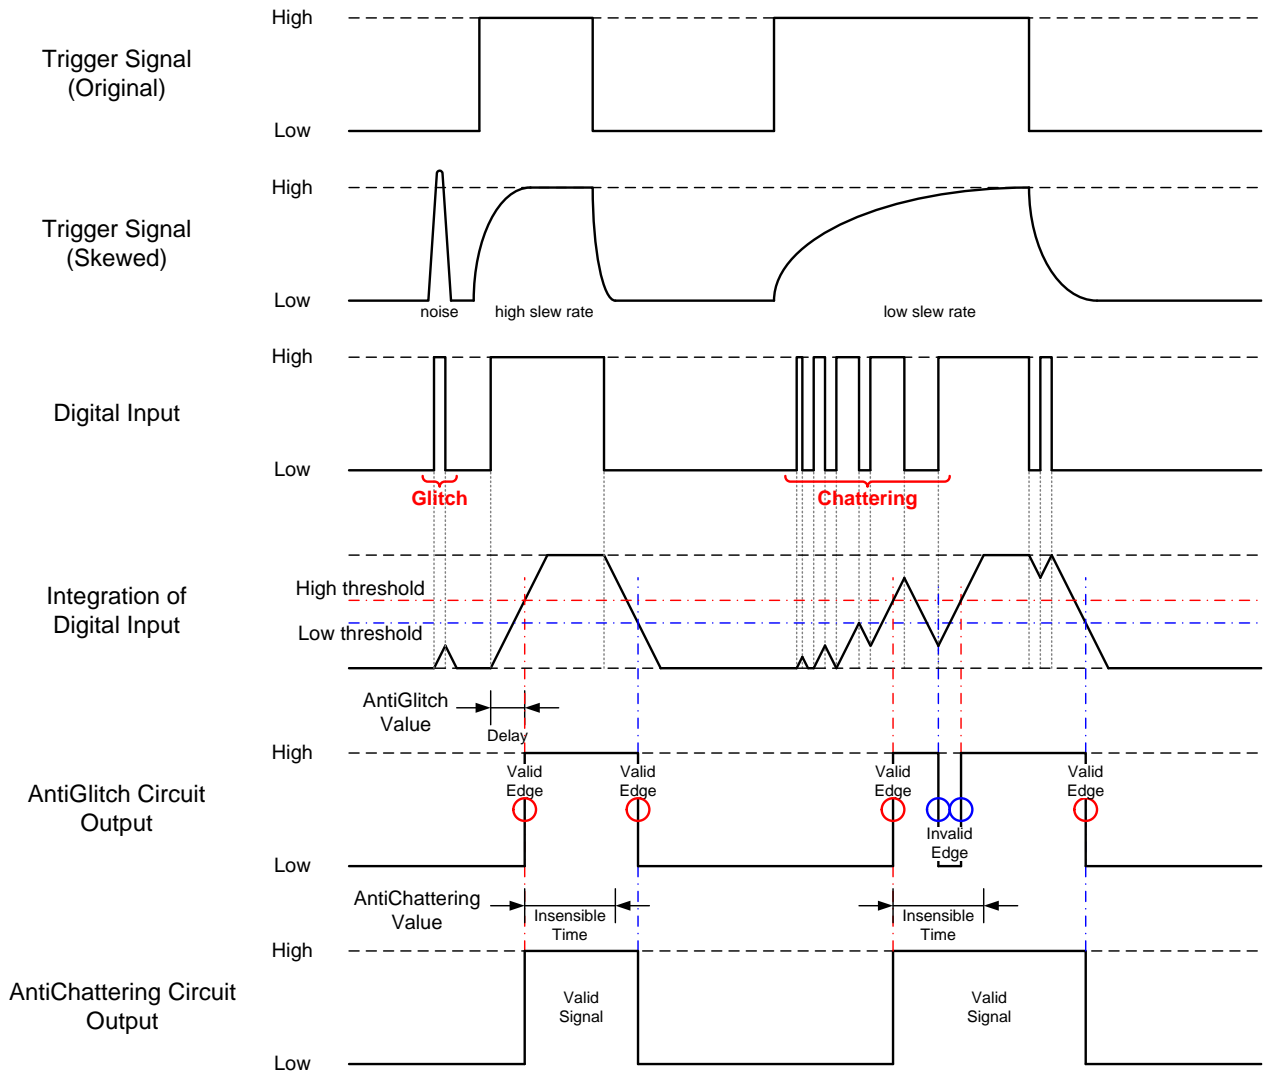 High
Trigger Signal
(Original)
Low
High
Trigger Signal
(Skewed)
Low
noise
high slew rate
low slew rate
High
Digital Input
Low
Glitch
Chattering
High threshold
Integration of
Digital Input
Low threshold
AntiGlitch
Value
Delay
High
Valid
Edge
Valid
Edge
Valid
Edge
Valid
Edge
AntiGlitch Circuit
Output
Invalid
Edge
Low
AntiChattering
Value
Insensible
Time
Insensible
Time
High
AntiChattering Circuit
Output
Valid
Signal
Valid
Signal
Low